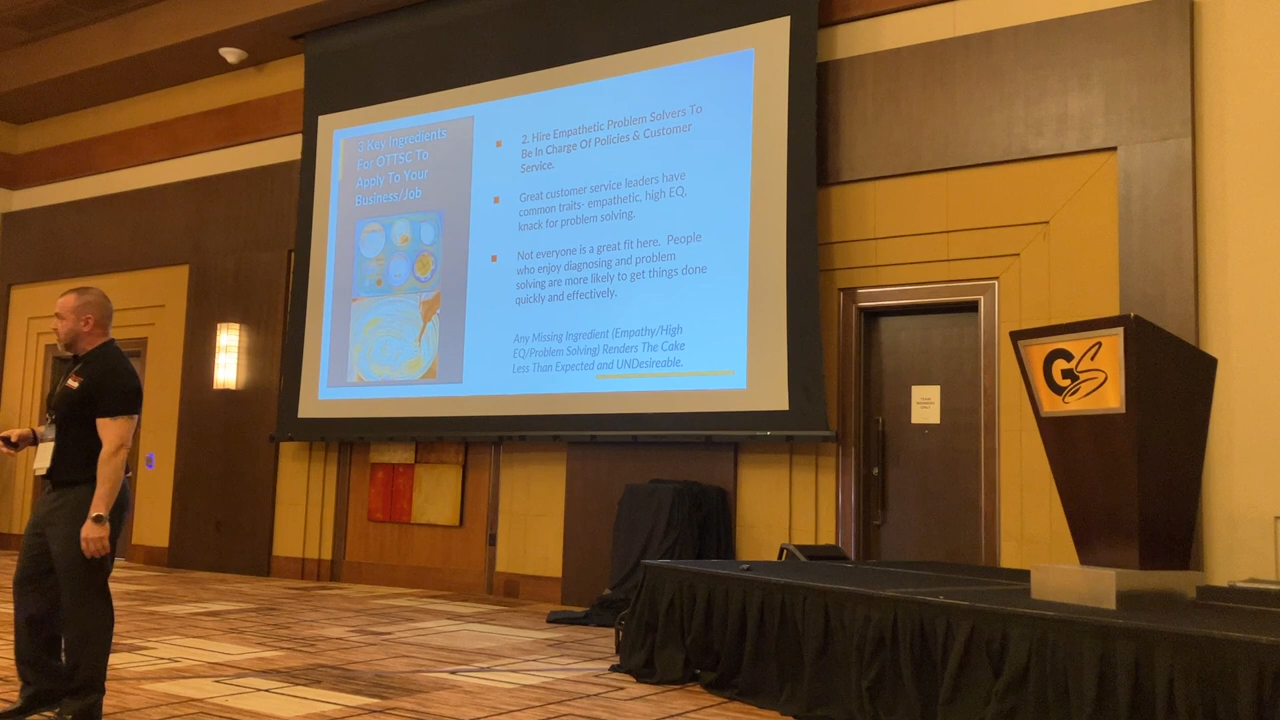 3 Key Ingredients
For OTTSC To
Apply To Your
Business/Job
2. Hire Empathetic Problem Solvers To
Be In Charge Of Policies & Customer
Service.
Great customer service leaders have
common traits- empathetic, high EQ,
knack for problem solving.
Not everyone is a great fit here. People
who enjoy diagnosing and problem
solving are more likely to get things done
quickly and effectively.
Any Missing Ingredient (Empathy/High
EQ/Problem Solving) Renders The Cake
Less Than Expected and UNDesireable.
GS